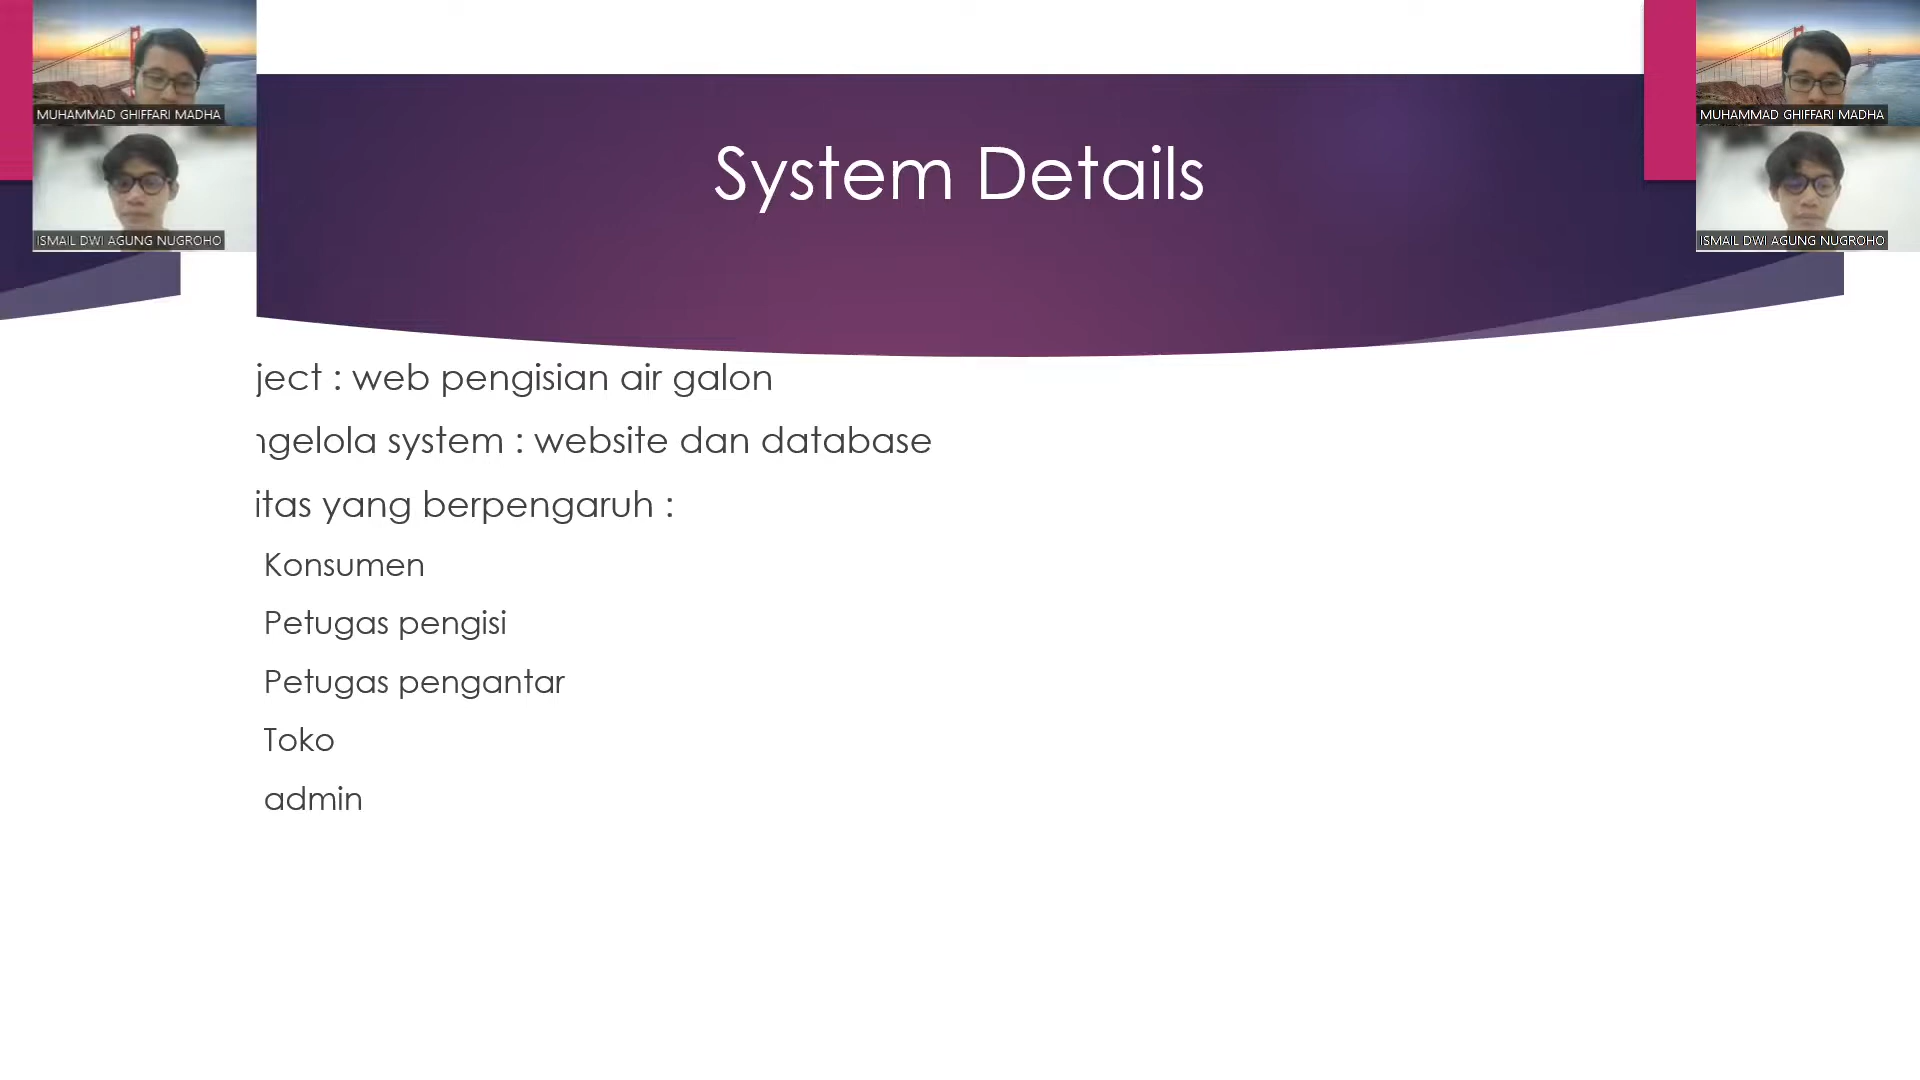 MUHAMMAD GHIFFARI MADHA
ISMAIL DWI AGUNG NUGROHO
System Details
MUHAMMAD GHIFFARI MADHA
ISMAIL DWI AGUNG NUGROHO
ject : web pengisian air galon
ngelola system : website dan database
itas yang berpengaruh :
Konsumen
Petugas pengisi
Petugas pengantar
Toko
admin